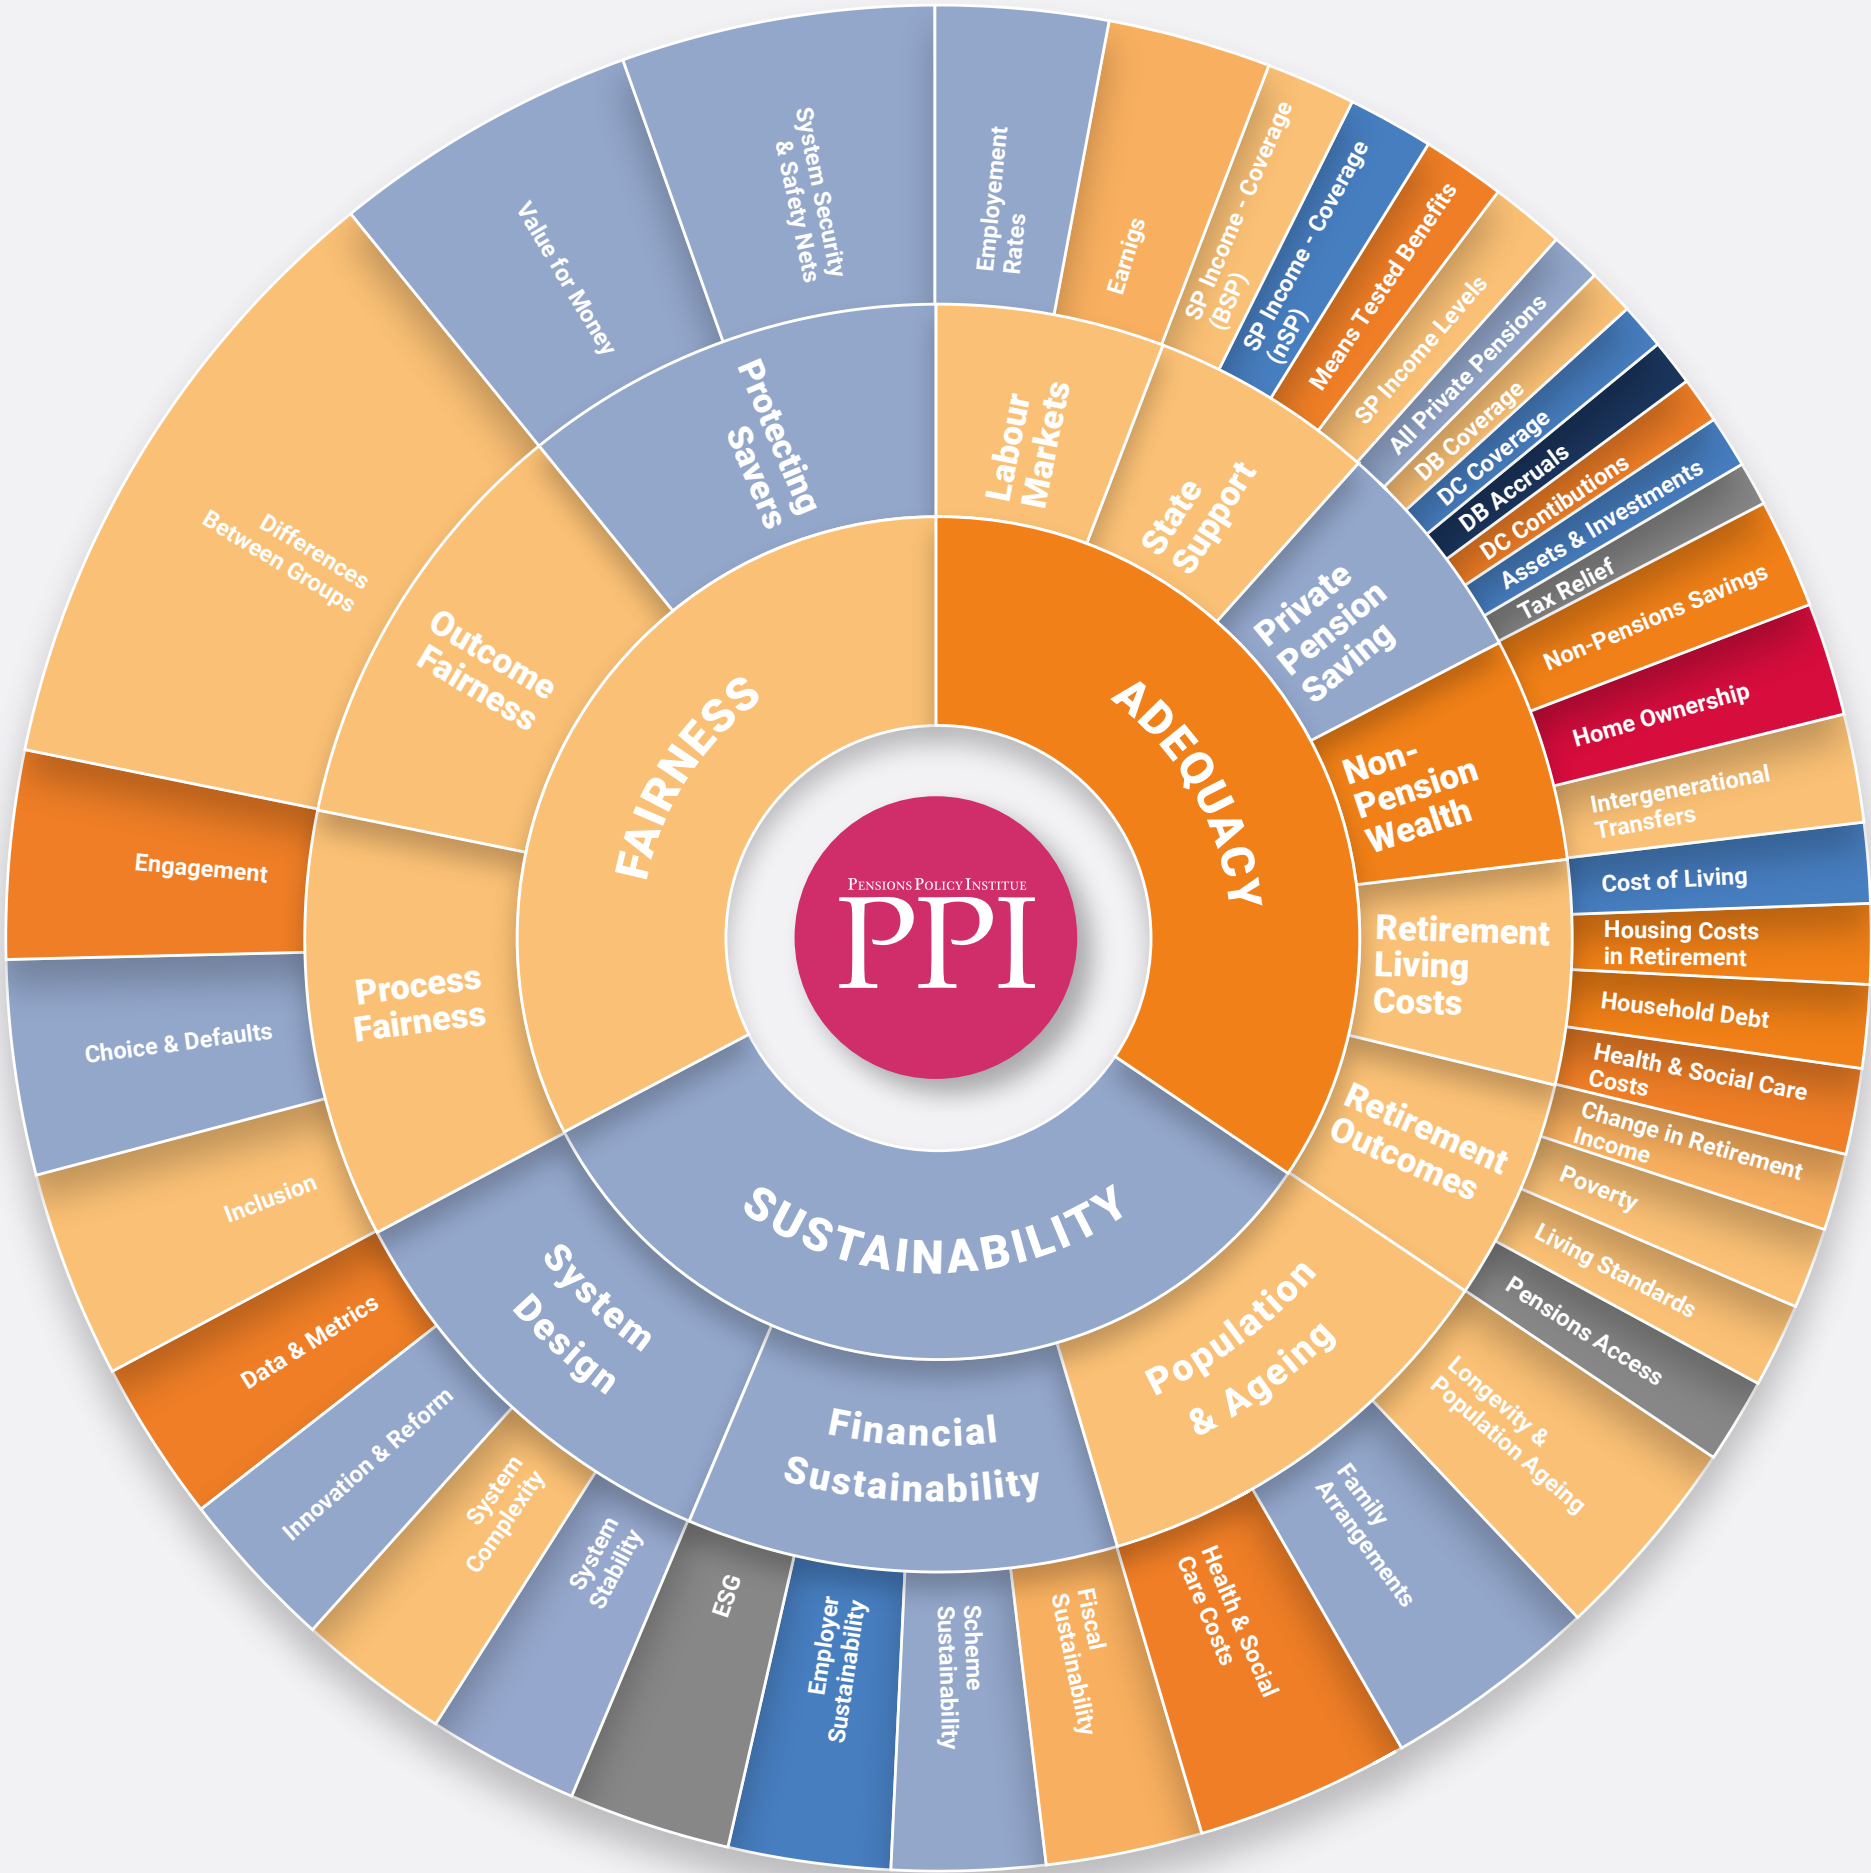 PENSIONS POLICY INSTITUE
PPI
ADEQUACY
SUSTAINABILITY
FAIRNESS
Labour
Markets
State
Support
Private
Pension
Saving
Non-
Pension
Wealth
Retirement
Living
Costs
Retirement
Outcomes
Population
& Ageing
Financial
Sustainability
System
Design
Process
Fairness
Outcome
Fairness
Protecting
Savers
Employement
Rates
Earnigs
SP Income - Coverage
(BSP)
SP Income - Coverage
(nSP)
Means Tested Benefits
SP Income Levels
All Private Pensions
DB Coverage
DC Coverage
DB Accruals
DC Contibutions
Assets & Investments
Tax Relief
Non-Pensions Savings
Home Ownership
Intergenerational
Transfers
Cost of Living
Housing Costs
in Retirement
Household Debt
Health & Social Care
Costs
Change in Retirement
Income
Poverty
Living Standards
Pensions Access
Longevity &
Population Ageing
Family
Arrangements
Health & Social
Care Costs
Fiscal
Sustainability
Scheme
Sustainability
Employer
Sustainability
ESG
System
Stability
System
Complexity
Innovation & Reform
Data & Metrics
Inclusion
Choice & Defaults
Engagement
Differences
Between Groups
Value for Money
System Security
& Safety Nets